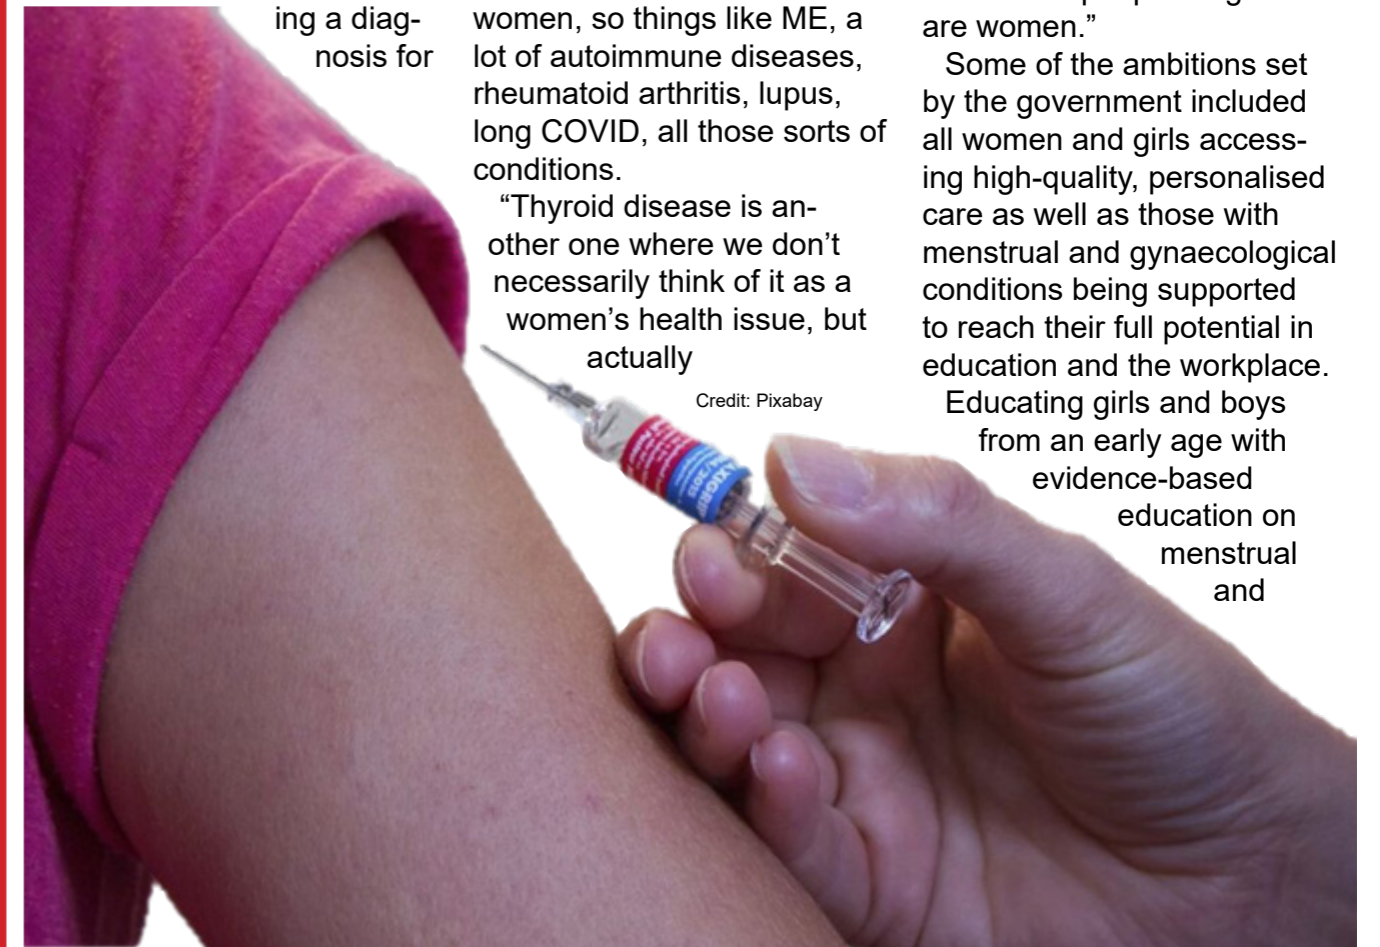 ing a diag-
nosis for
women, so things like ME, a
lot of autoimmune diseases,
rheumatoid arthritis, lupus,
long COVID, all those sorts of
conditions.
“Thyroid disease is an-
other one where we don’t
necessarily think of it as a
women’s health issue, but
actually
Credit: Pixabay
are women.”
Some of the ambitions set
by the government included
all women and girls access-
ing high-quality, personalised
care as well as those with
menstrual and gynaecological
conditions being supported
to reach their full potential in
education and the workplace.
Educating girls and boys
from an early age with
evidence-based
education on
menstrual
and